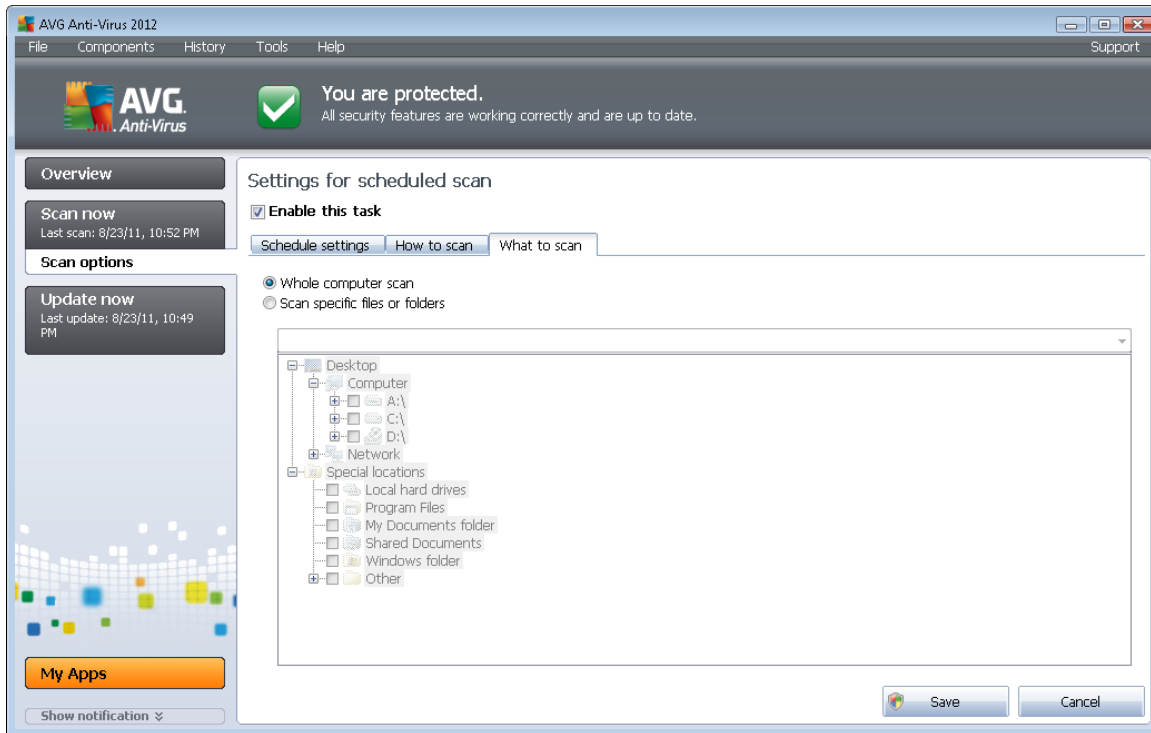 AVG Anti-Virus 2012
File Components History Tools Help Support
AVG.
Anti-Virus
You are protected.
All security features are working correctly and are up to date.
Overview
Scan now
Last scan: 8/23/11, 10:52 PM
Scan options
Update now
Last update: 8/23/11, 10:49
PM
My Apps
Show notification
Settings for scheduled scan
Enable this task
Schedule settings How to scan What to scan
Whole computer scan
Scan specific files or folders
Desktop
Computer
A:\
C:\
D:\
Network
Special locations
Local hard drives
Program Files
My Documents folder
Shared Documents
Windows folder
Other
Save Cancel